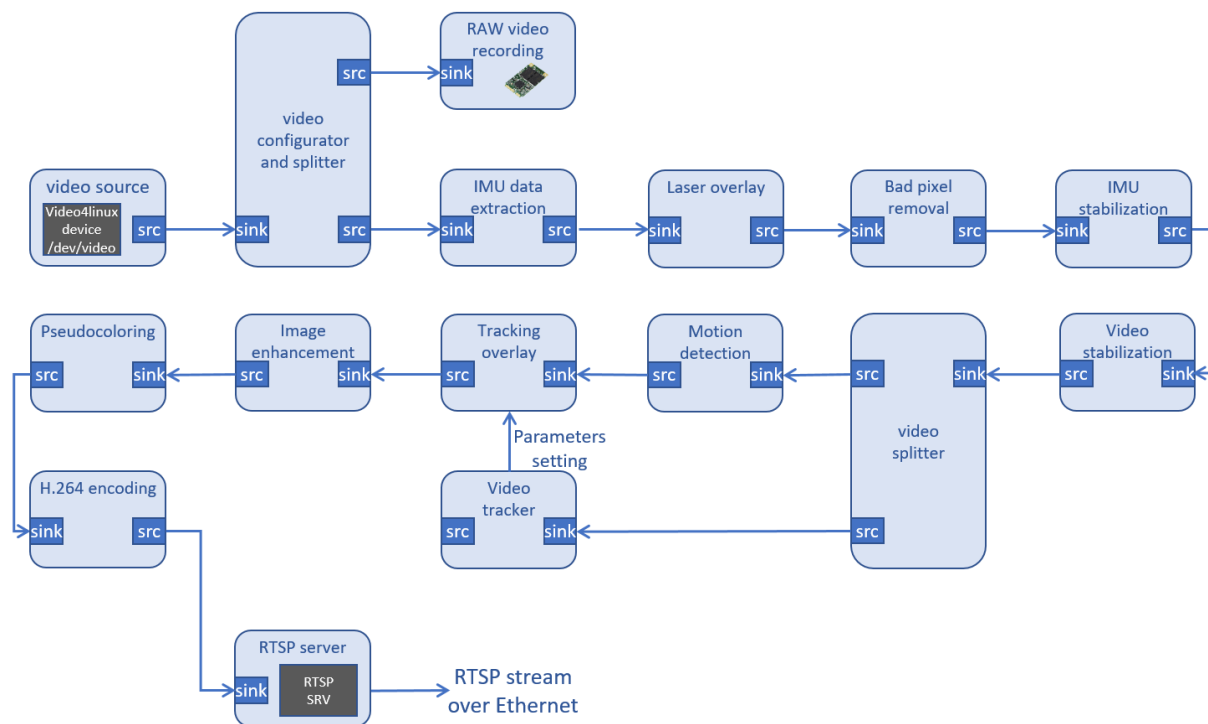 RAW video
recording
src
sink
video
configurator
and splitter
sink
src
video source
Video4linux
device
/dev/video
src
IMU data
extraction
sink
src
Laser overlay
sink
src
Bad pixel
removal
sink
src
IMU
stabilization
sink
src
Pseudocoloring
src
sink
Image
enhancement
src
sink
Tracking
overlay
src
sink
Motion
detection
src
sink
src
sink
video
splitter
src
Video
stabilization
src
sink
Parameters
setting
H.264 encoding
sink
src
Video
tracker
src
sink
RTSP server
sink
RTSP
SRV
RTSP stream
over Ethernet